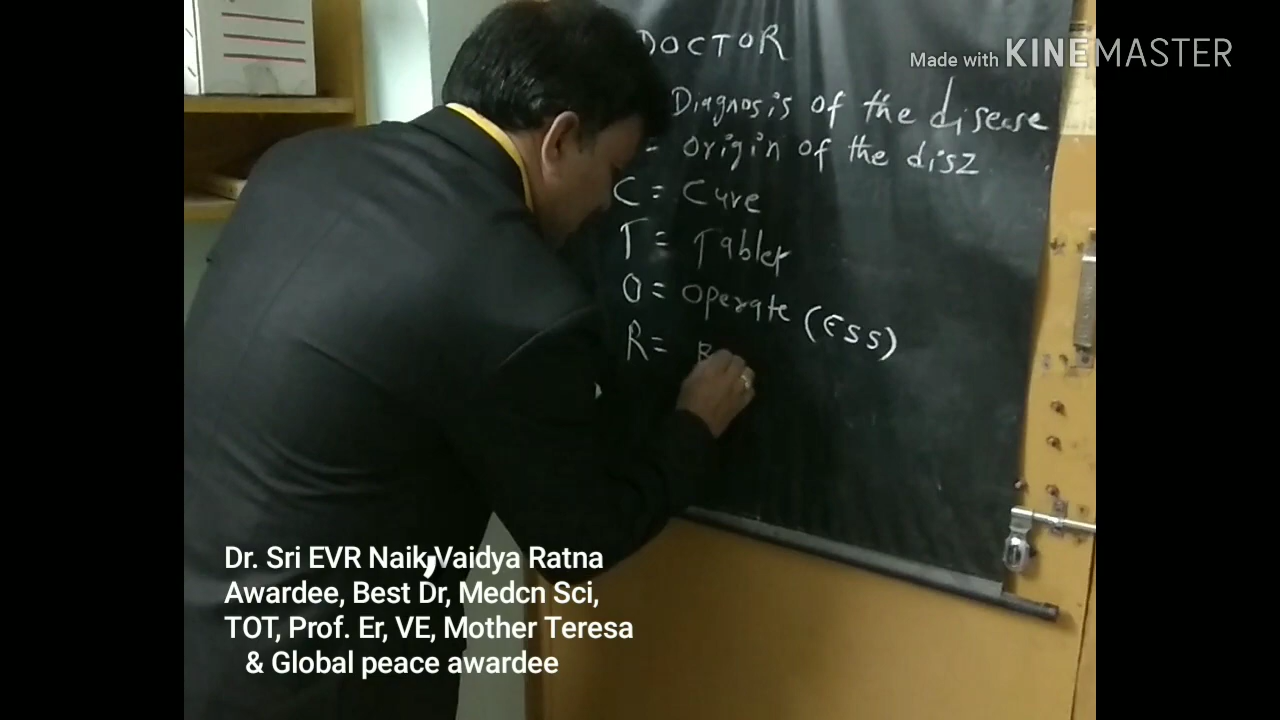 DOCTOR
Made with KINEMASTER
Diagnosis of the disease
= Origin of the disz
C = Cure
T = Tablet
O = Operate (ESS)
R =
Dr. Sri EVR Naik,Vaidya Ratna
Awardee, Best Dr, Medcn Sci,
TOT, Prof. Er, VE, Mother Teresa
& Global peace awardee